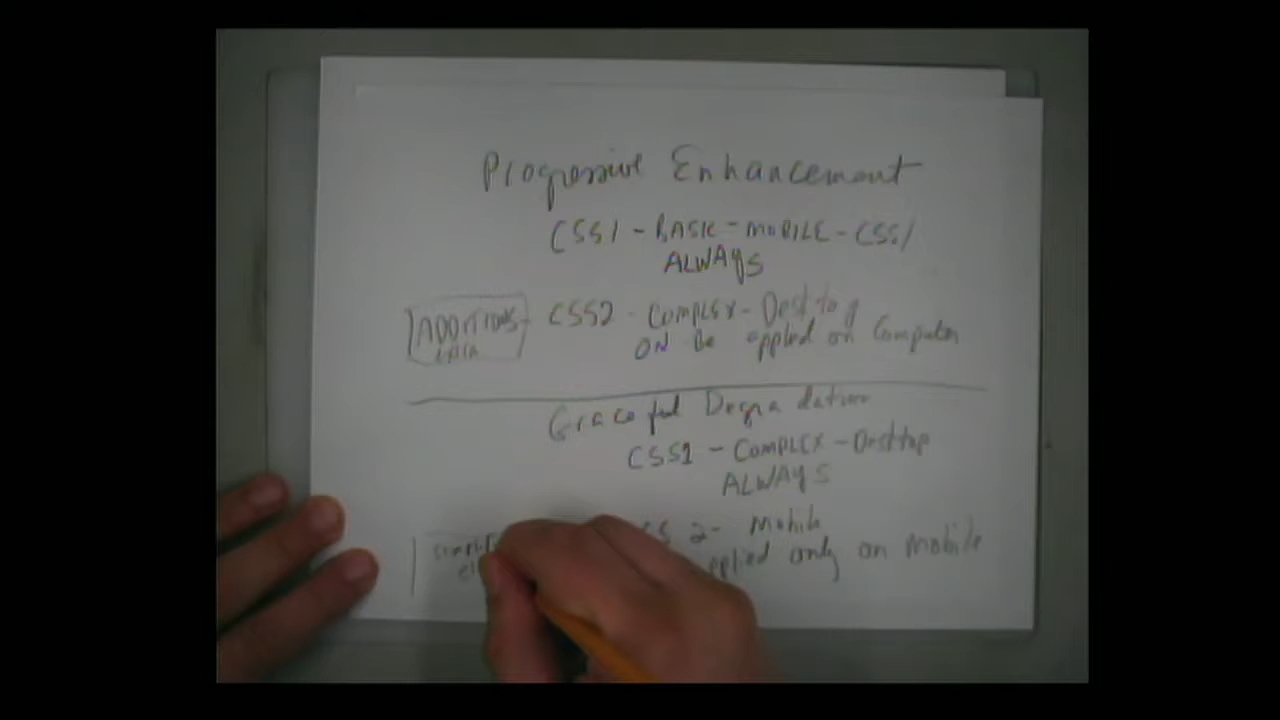 Progressive Enhancement
CSS1 - BASIC - MOBILE - CSS1
ALWAYS
ADDITIONS CSS2 - COMPLEX - Desktop
ON Be applied on Computer
Graceful Degradation
CSS1 - COMPLEX - Desktop
ALWAYS
2 - Mobile
only on mobile